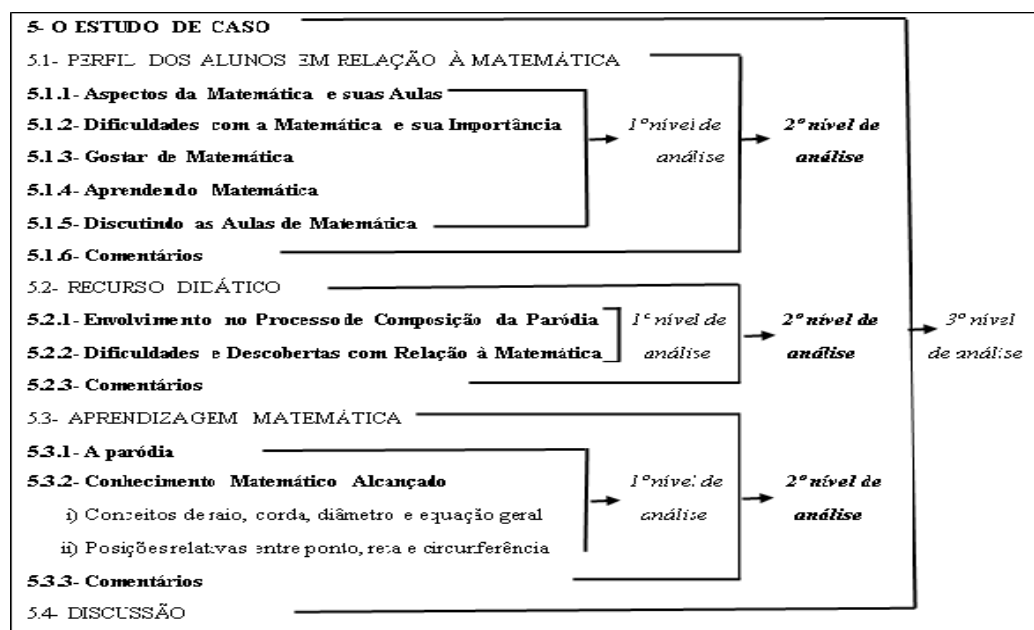 5- O ESTUDO DE CASO
5.1- PERFIL DOS ALUNOS EM RELAÇÃO À MATEMÁTICA
5.1.1- Aspectos da Matemática e suas Aulas
5.1.2- Dificuldades com a Matemática e sua Importância 1º nível de 2º nível de
5.1.3- Gostar de Matemática análise análise
5.1.4- Aprendendo Matemática
5.1.5- Discutindo as Aulas de Matemática
5.1.6- Comentários
5.2- RECURSO DIDÁTICO
5.2.1- Envolvimento no Processo de Composição da Paródia 1º nível de 2º nível de 3º nível
5.2.2- Dificuldades e Descobertas com Relação à Matemática análise análise de análise
5.2.3- Comentários
5.3- APRENDIZAGEM MATEMÁTICA
5.3.1- A paródia
5.3.2- Conhecimento Matemático Alcançado 1º nível de 2º nível de
i) Conceitos de raio, corda, diâmetro e equação geral análise análise
ii) Posições relativas entre ponto, reta e circunferência
5.3.3- Comentários
5.4- DISCUSSÃO